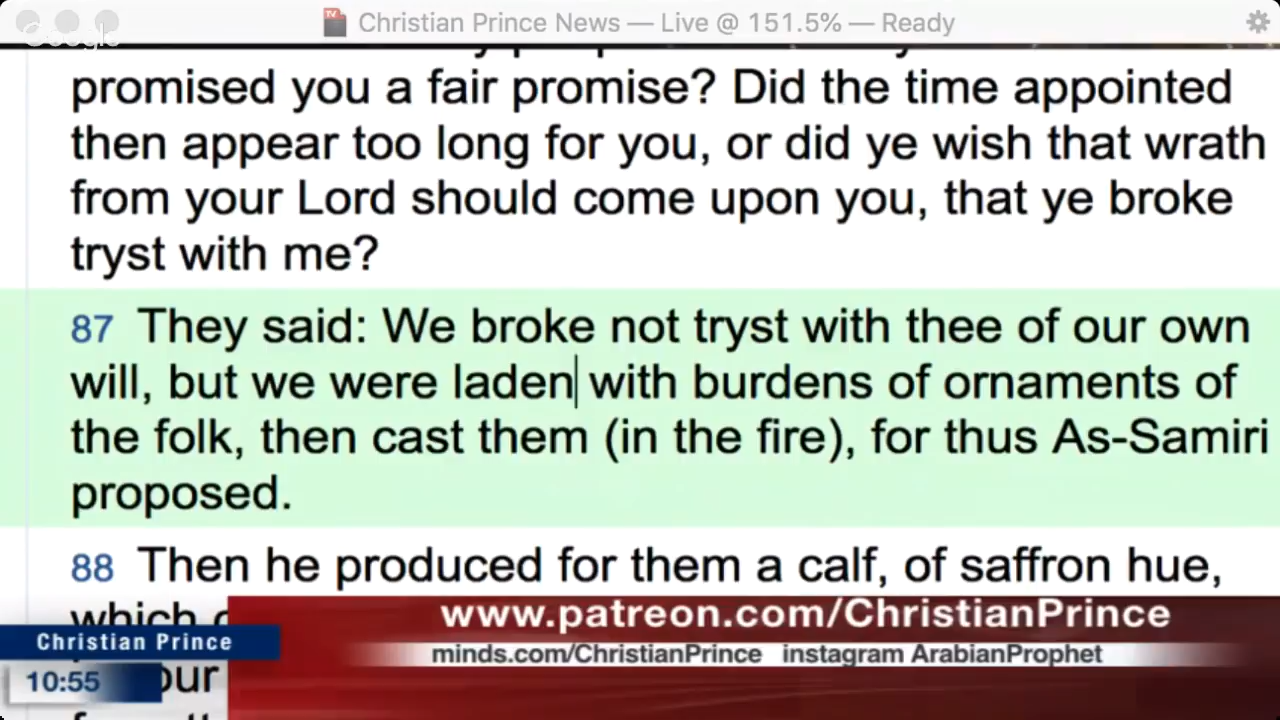 Christian Prince News — Live @ 151.5% — Ready
Google
promised you a fair promise? Did the time appointed
then appear too long for you, or did ye wish that wrath
from your Lord should come upon you, that ye broke
tryst with me?
87 They said: We broke not tryst with thee of our own
will, but we were laden with burdens of ornaments of
the folk, then cast them (in the fire), for thus As-Samiri
proposed.
88 Then he produced for them a calf, of saffron hue,
which
www.patreon.com/ChristianPrince
Christian Prince
minds.com/ChristianPrince instagram ArabianProphet
10:55